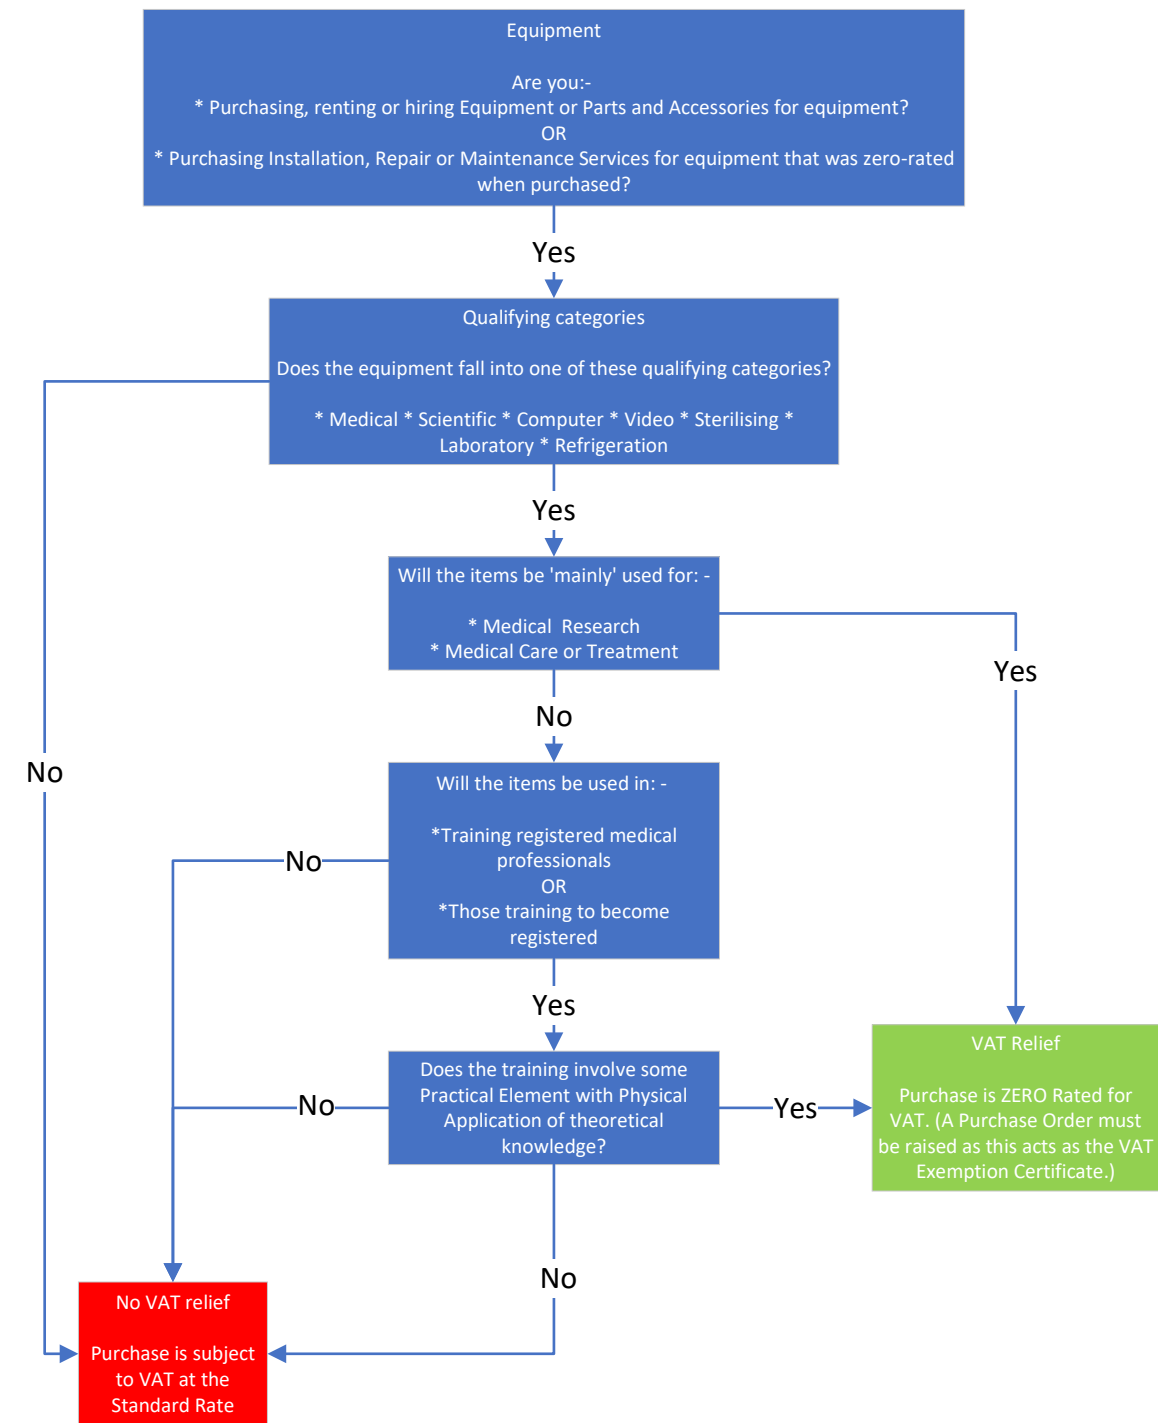 Equipment
Are you:-
* Purchasing, renting or hiring Equipment or Parts and Accessories for equipment?
OR
* Purchasing Installation, Repair or Maintenance Services for equipment that was zero-rated
when purchased?
Yes
Qualifying categories
Does the equipment fall into one of these qualifying categories?
* Medical * Scientific * Computer * Video * Sterilising *
Laboratory * Refrigeration
Yes
Will the items be 'mainly' used for: -
* Medical  Research
* Medical Care or Treatment
Yes
No
No
Will the items be used in: -
*Training registered medical
professionals
OR
*Those training to become
registered
No
Yes
Does the training involve some
Practical Element with Physical
Application of theoretical
knowledge?
No
Yes
VAT Relief
Purchase is ZERO Rated for
VAT. (A Purchase Order must
be raised as this acts as the VAT
Exemption Certificate.)
No
No VAT relief
Purchase is subject
to VAT at the
Standard Rate